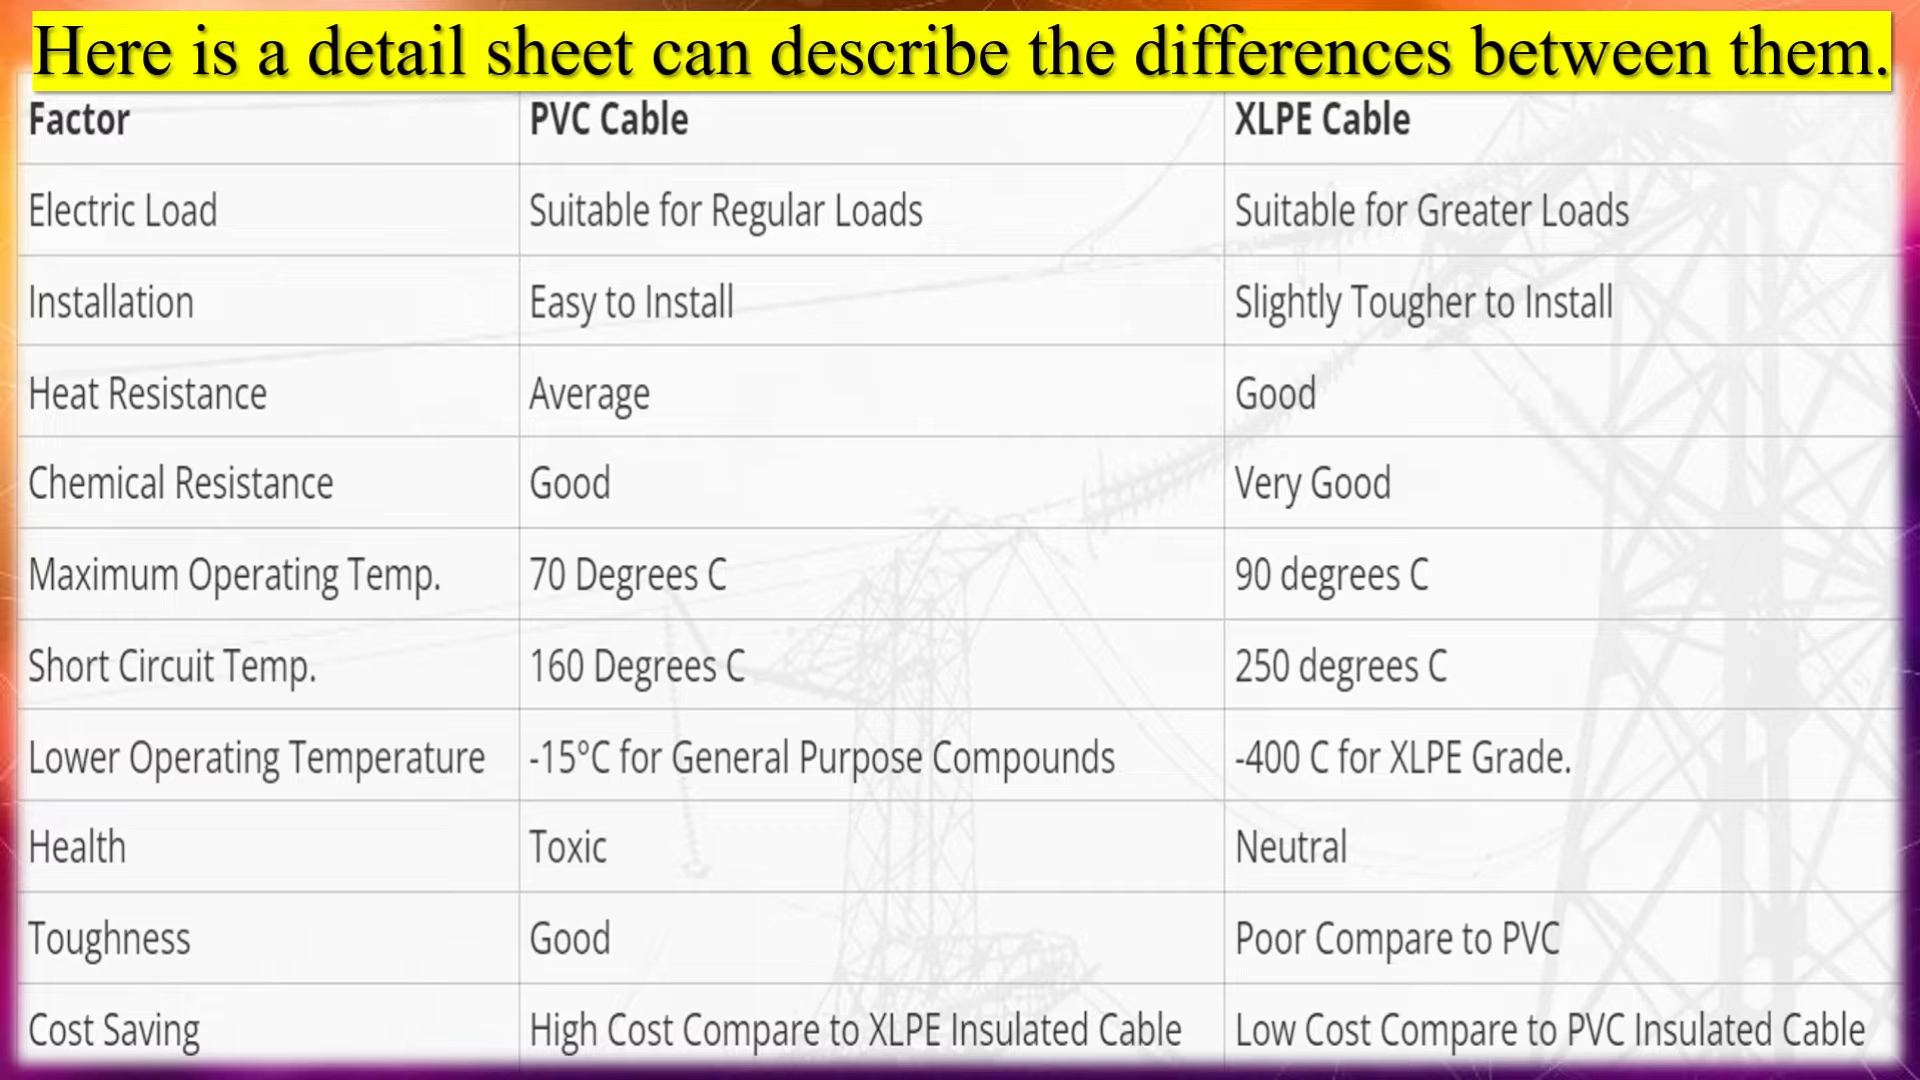 Here is a detail sheet can describe the differences between them.
Factor PVC Cable XLPE Cable
Electric Load Suitable for Regular Loads Suitable for Greater Loads
Installation Easy to Install Slightly Tougher to Install
Heat Resistance Average Good
Chemical Resistance Good Very Good
Maximum Operating Temp. 70 Degrees C 90 degrees C
Short Circuit Temp. 160 Degrees C 250 degrees C
Lower Operating Temperature -15°C for General Purpose Compounds -400 C for XLPE Grade.
Health Toxic Neutral
Toughness Good Poor Compare to PVC
Cost Saving High Cost Compare to XLPE Insulated Cable Low Cost Compare to PVC Insulated Cable